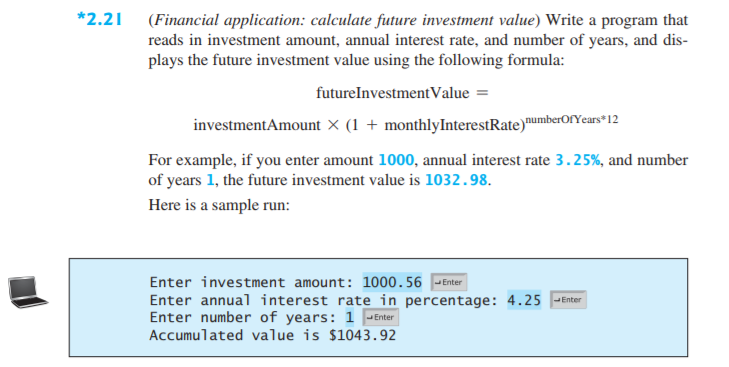 *2.21 (Financial application: calculate future investment value) Write a program that
reads in investment amount, annual interest rate, and number of years, and dis-
plays the future investment value using the following formula:
futureInvestmentValue =
investmentAmount × (1 + monthlyInterestRate)^numberOfYears*12
For example, if you enter amount 1000, annual interest rate 3.25%, and number
of years 1, the future investment value is 1032.98.
Here is a sample run:
Enter investment amount: 1000.56 ↵Enter
Enter annual interest rate in percentage: 4.25 ↵Enter
Enter number of years: 1 ↵Enter
Accumulated value is $1043.92